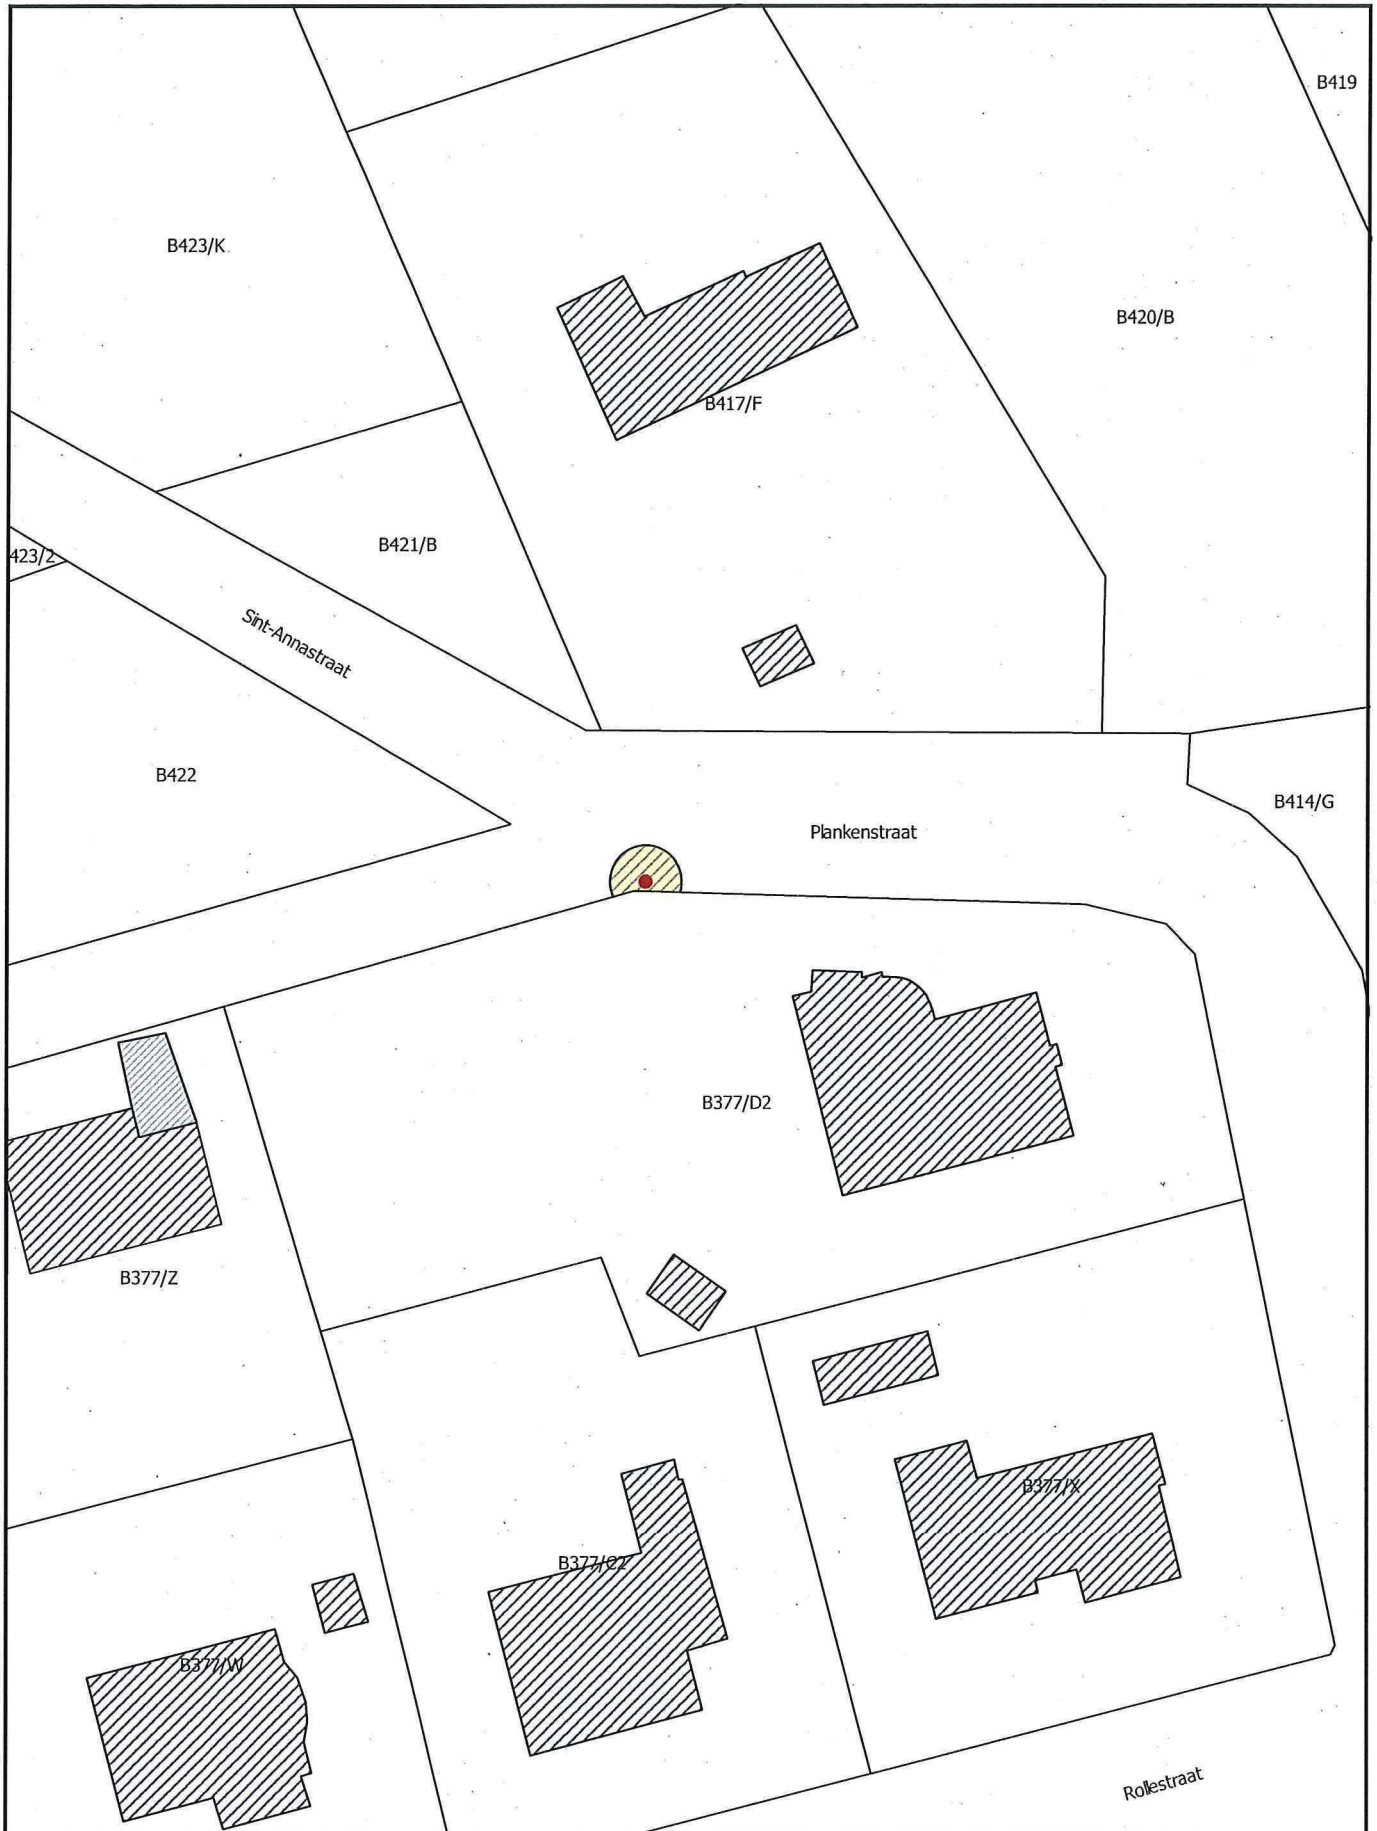 B419
B423/K
B420/B
B417/F
B421/B
423/2
Sint-Annastraat
B422
B414/G
Plankenstraat
B377/D2
B377/Z
B377/X
B377/C2
B377/W
Rollestraat